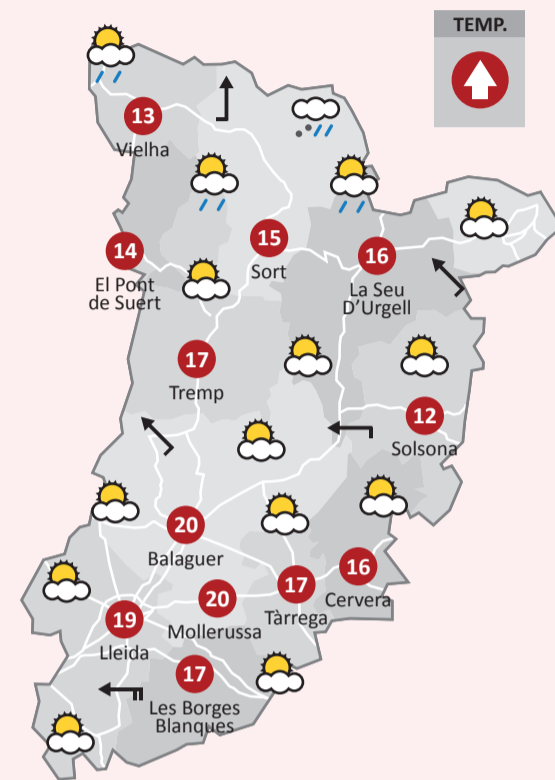 TEMP.
13
Vielha
15
Sort
14
El Pont
de Suert
16
La Seu
D'Urgell
17
Tremp
12
Solsona
20
Balaguer
16
Cervera
17
Tàrrega
20
Mollerussa
19
Lleida
17
Les Borges
Blanques